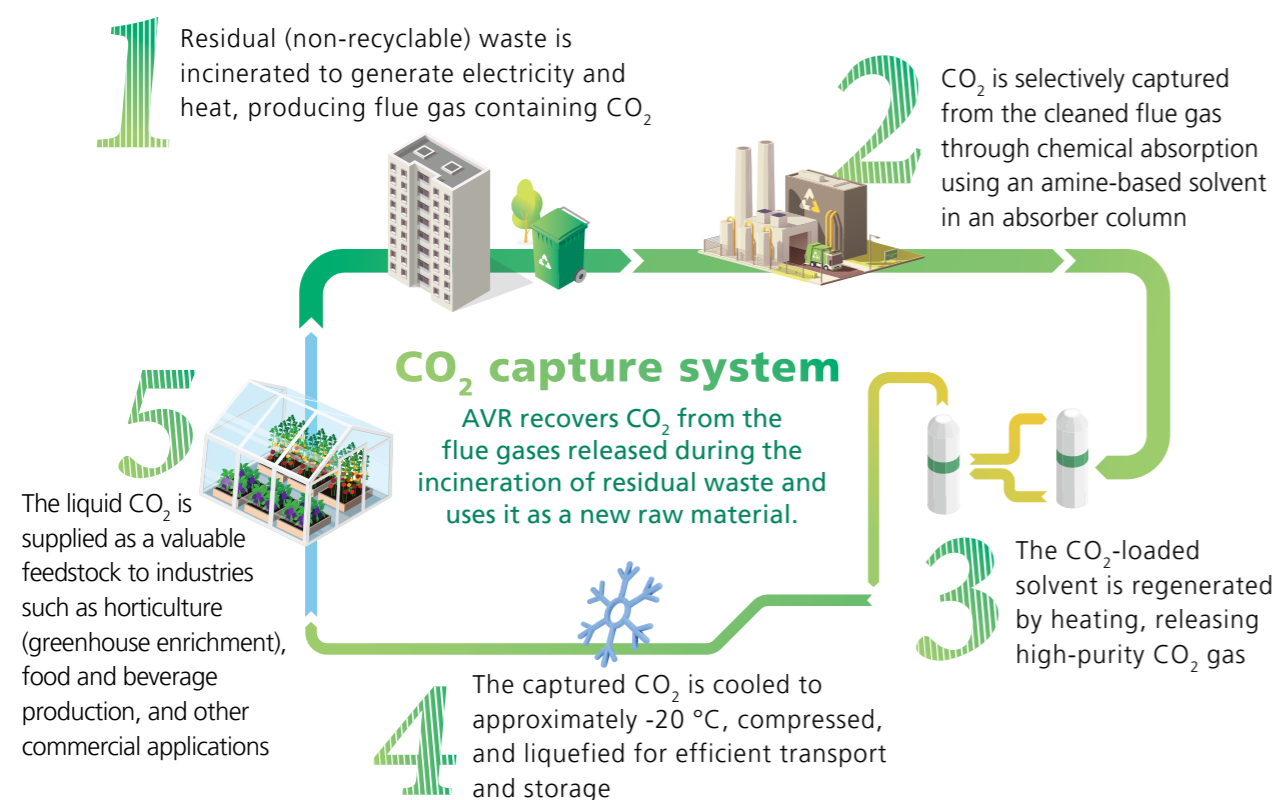 1
Residual (non-recyclable) waste is
incinerated to generate electricity and
heat, producing flue gas containing CO₂
2
CO₂ is selectively captured
from the cleaned flue gas
through chemical absorption
using an amine-based solvent
in an absorber column
CO₂ capture system
AVR recovers CO₂ from the
flue gases released during the
incineration of residual waste and
uses it as a new raw material.
3
The CO₂-loaded
solvent is regenerated
by heating, releasing
high-purity CO₂ gas
4
The captured CO₂ is cooled to
approximately -20 °C, compressed,
and liquefied for efficient transport
and storage
5
The liquid CO₂ is
supplied as a valuable
feedstock to industries
such as horticulture
(greenhouse enrichment),
food and beverage
production, and other
commercial applications